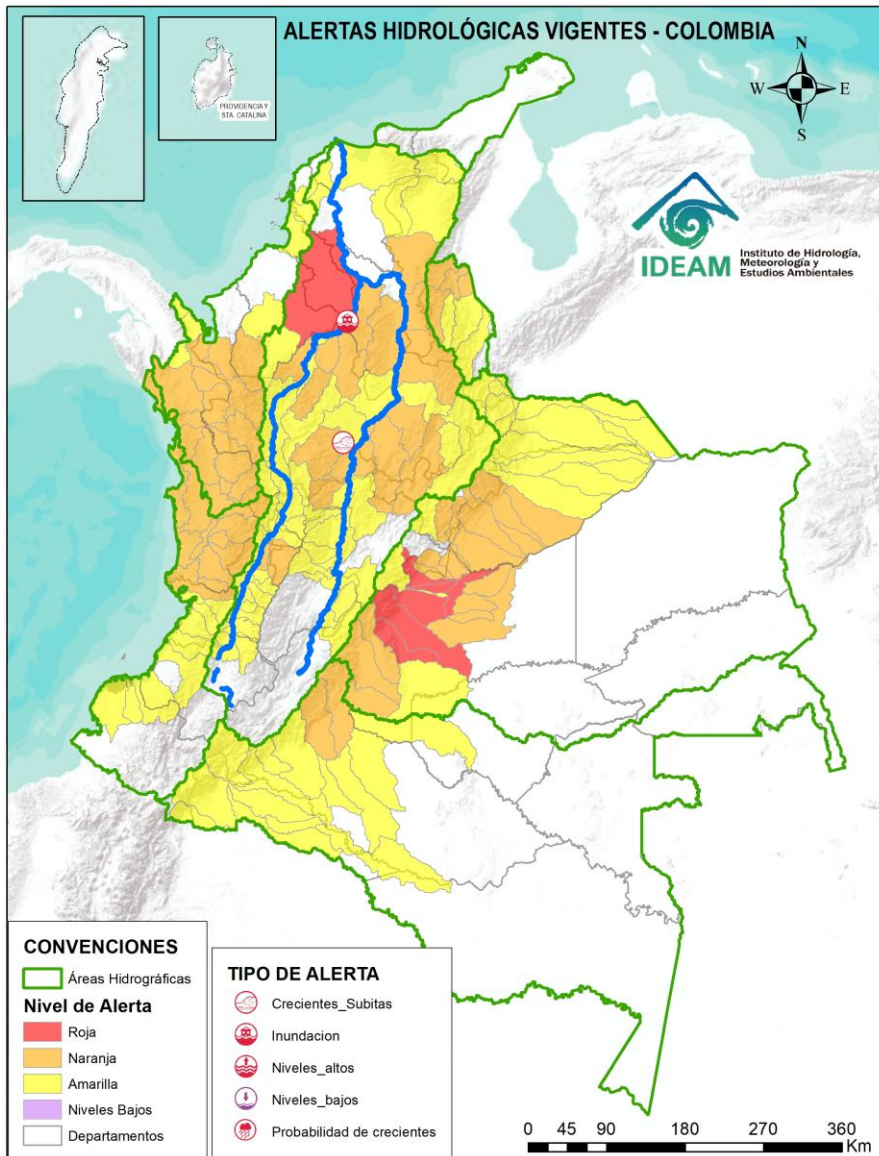 ALERTAS HIDROLÓGICAS VIGENTES - COLOMBIA
PROVIDENCIA Y
STA. CATALINA
N
W
E
S
IDEAM
Instituto de Hidrología,
Meteorología y
Estudios Ambientales
CONVENCIONES
Áreas Hidrográficas
Nivel de Alerta
Roja
Naranja
Amarilla
Niveles Bajos
Departamentos
TIPO DE ALERTA
Crecientes_Subitas
Inundacion
Niveles_altos
Niveles_bajos
Probabilidad de crecientes
0 45 90 180 270 360
Km